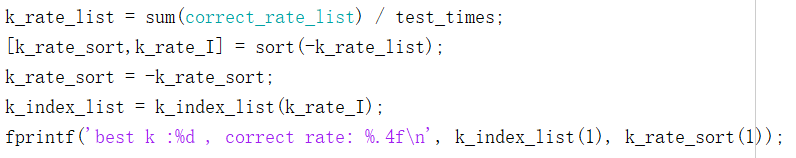 k_rate_list = sum(correct_rate_list) / test_times;
[k_rate_sort,k_rate_I] = sort(-k_rate_list);
k_rate_sort = -k_rate_sort;
k_index_list = k_index_list(k_rate_I);
fprintf('best k :%d , correct rate: %.4f\n', k_index_list(1), k_rate_sort(1));